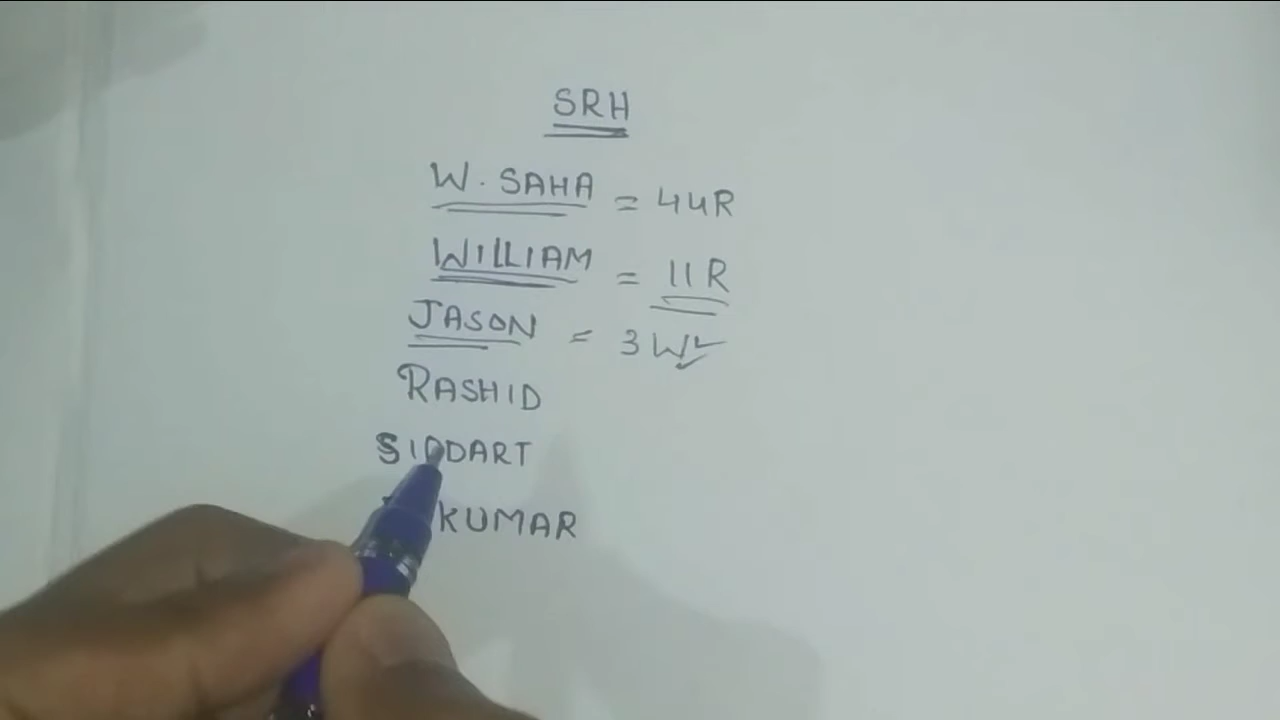 SRH
W. SAHA = 44R
WILLIAM = 11R
JASON = 3W
RASHID
SIDDART
KUMAR